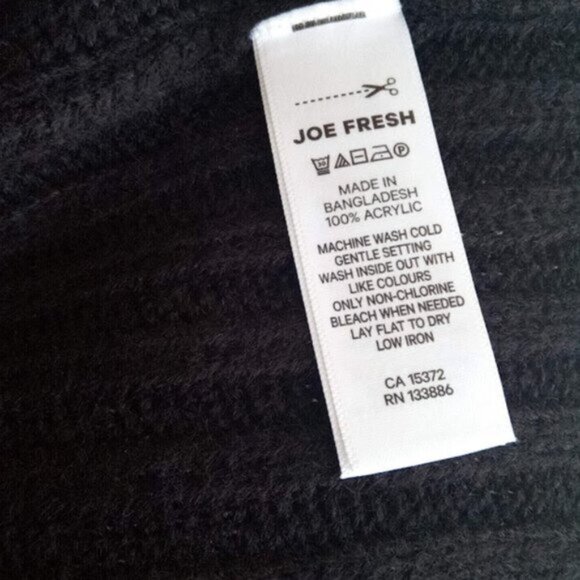 JOE FRESH
MADE IN
BANGLADESH
100% ACRYLIC
MACHINE WASH COLD
GENTLE SETTING
WASH INSIDE OUT WITH
LIKE COLOURS
ONLY NON-CHLORINE
BLEACH WHEN NEEDED
LAY FLAT TO DRY
LOW IRON
CA 15372
RN 133886